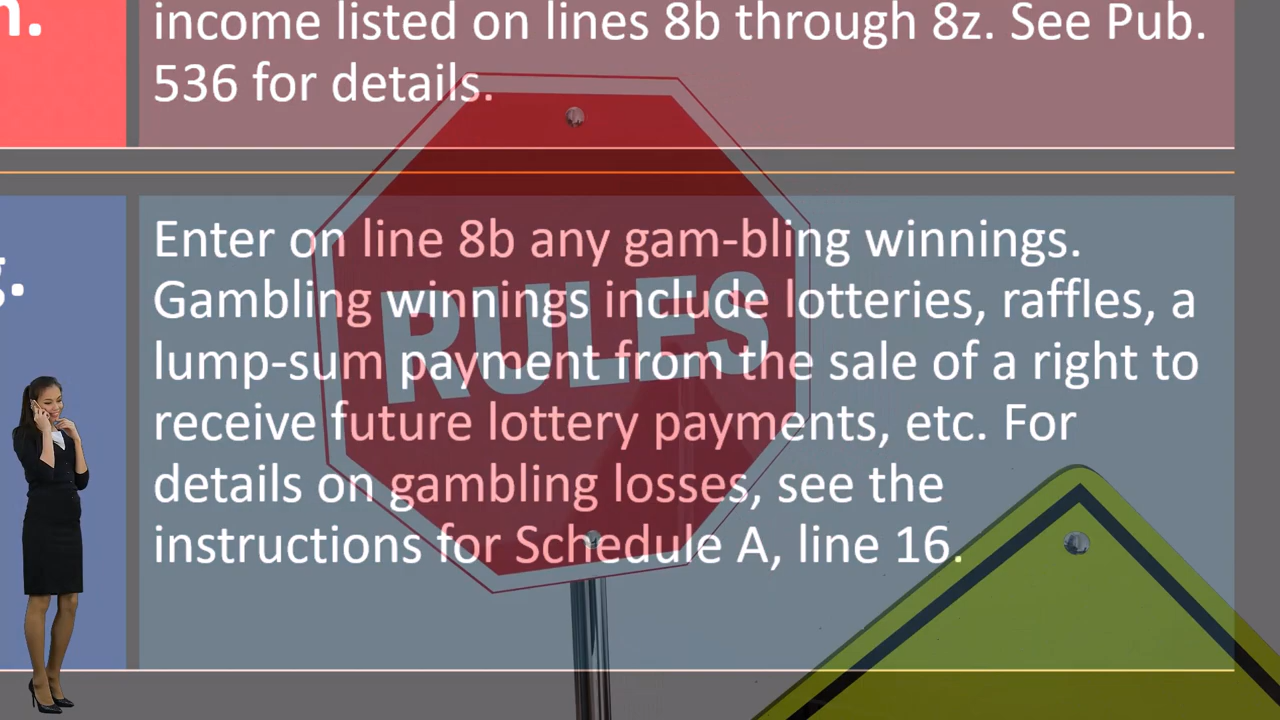 n.
income listed on lines 8b through 8z. See Pub.
536 for details.
RULES
g.
Enter on line 8b any gam-bling winnings.
Gambling winnings include lotteries, raffles, a
lump-sum payment from the sale of a right to
receive future lottery payments, etc. For
details on gambling losses, see the
instructions for Schedule A, line 16.